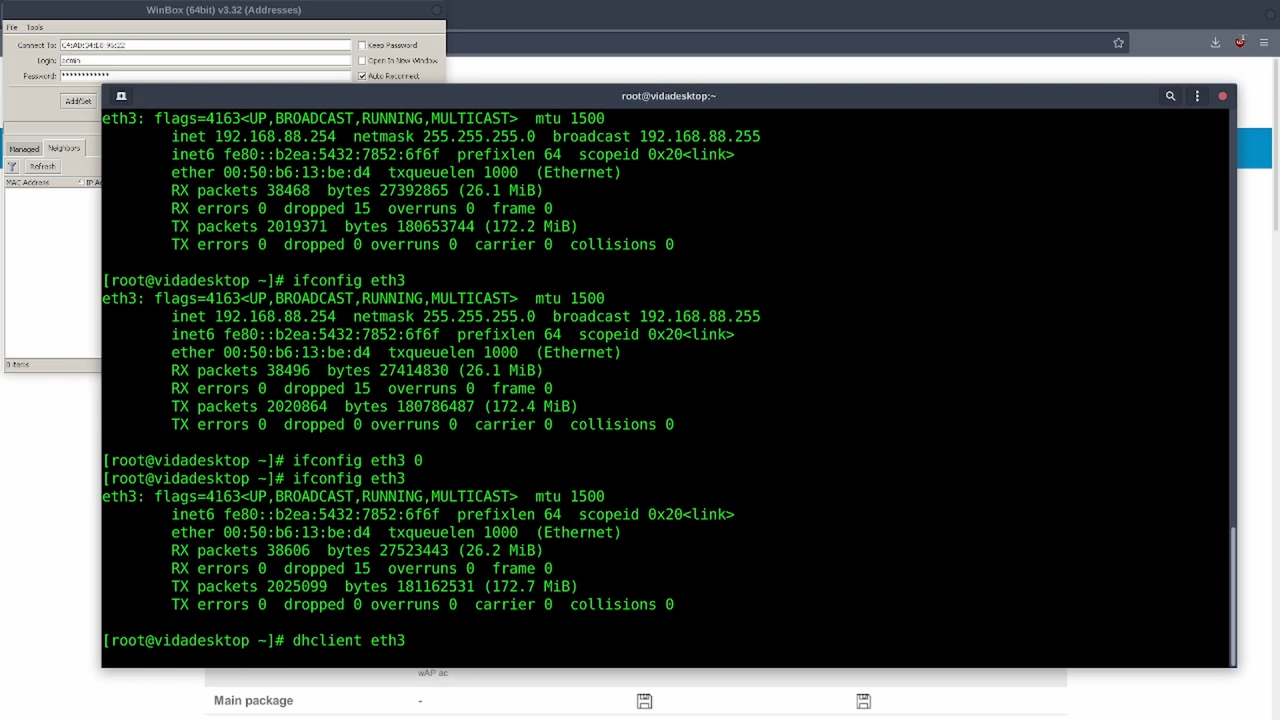 WinBox (64bit) v3.32 (Addresses)
File Tools
Connect To: C4:AD:34:E8:96:22
Keep Password
Login: admin
Open In New Window
Password: ************
Auto Reconnect
Add/Set
Managed Neighbors
Refresh
MAC Address IP A
0 items
root@vidadesktop:~
eth3: flags=4163<UP,BROADCAST,RUNNING,MULTICAST> mtu 1500
inet 192.168.88.254 netmask 255.255.255.0 broadcast 192.168.88.255
inet6 fe80::b2ea:5432:7852:6f6f prefixlen 64 scopeid 0x20<link>
ether 00:50:b6:13:be:d4 txqueuelen 1000 (Ethernet)
RX packets 38468 bytes 27392865 (26.1 MiB)
RX errors 0 dropped 15 overruns 0 frame 0
TX packets 2019371 bytes 180653744 (172.2 MiB)
TX errors 0 dropped 0 overruns 0 carrier 0 collisions 0
[root@vidadesktop ~]# ifconfig eth3
eth3: flags=4163<UP,BROADCAST,RUNNING,MULTICAST> mtu 1500
inet 192.168.88.254 netmask 255.255.255.0 broadcast 192.168.88.255
inet6 fe80::b2ea:5432:7852:6f6f prefixlen 64 scopeid 0x20<link>
ether 00:50:b6:13:be:d4 txqueuelen 1000 (Ethernet)
RX packets 38496 bytes 27414830 (26.1 MiB)
RX errors 0 dropped 15 overruns 0 frame 0
TX packets 2020864 bytes 180786487 (172.4 MiB)
TX errors 0 dropped 0 overruns 0 carrier 0 collisions 0
[root@vidadesktop ~]# ifconfig eth3 0
[root@vidadesktop ~]# ifconfig eth3
eth3: flags=4163<UP,BROADCAST,RUNNING,MULTICAST> mtu 1500
inet6 fe80::b2ea:5432:7852:6f6f prefixlen 64 scopeid 0x20<link>
ether 00:50:b6:13:be:d4 txqueuelen 1000 (Ethernet)
RX packets 38606 bytes 27523443 (26.2 MiB)
RX errors 0 dropped 15 overruns 0 frame 0
TX packets 2025099 bytes 181162531 (172.7 MiB)
TX errors 0 dropped 0 overruns 0 carrier 0 collisions 0
[root@vidadesktop ~]# dhclient eth3
wAP ac
Main package -